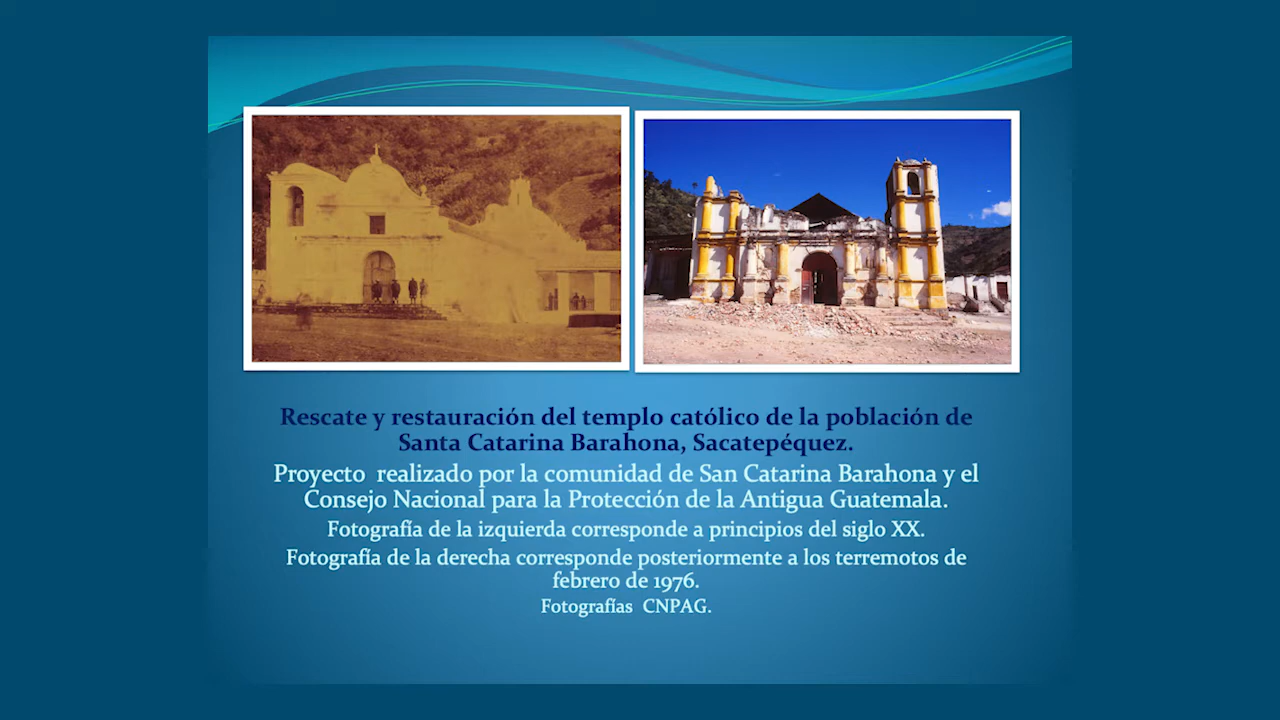 Rescate y restauración del templo católico de la población de
Santa Catarina Barahona, Sacatepéquez.
Proyecto realizado por la comunidad de San Catarina Barahona y el
Consejo Nacional para la Protección de la Antigua Guatemala.
Fotografía de la izquierda corresponde a principios del siglo XX.
Fotografía de la derecha corresponde posteriormente a los terremotos de
febrero de 1976.
Fotografías CNPAG.